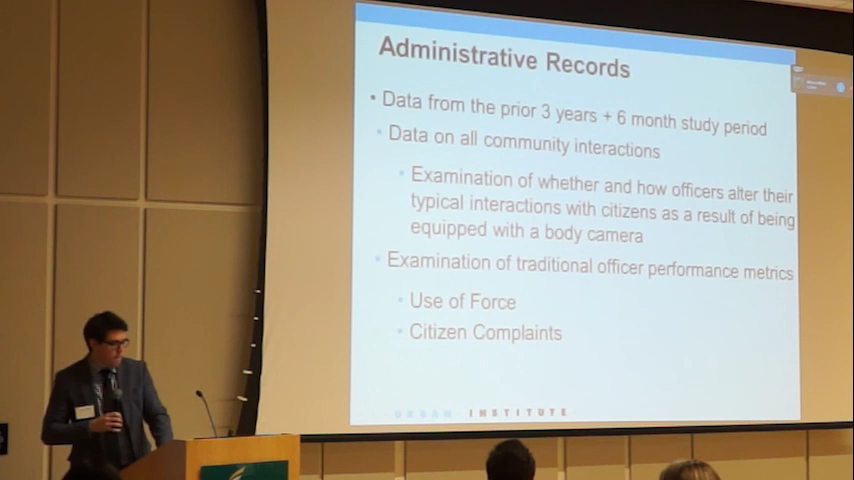 Administrative Records
• Data from the prior 3 years + 6 month study period
• Data on all community interactions
• Examination of whether and how officers alter their
typical interactions with citizens as a result of being
equipped with a body camera
• Examination of traditional officer performance metrics
• Use of Force
• Citizen Complaints
URBAN INSTITUTE